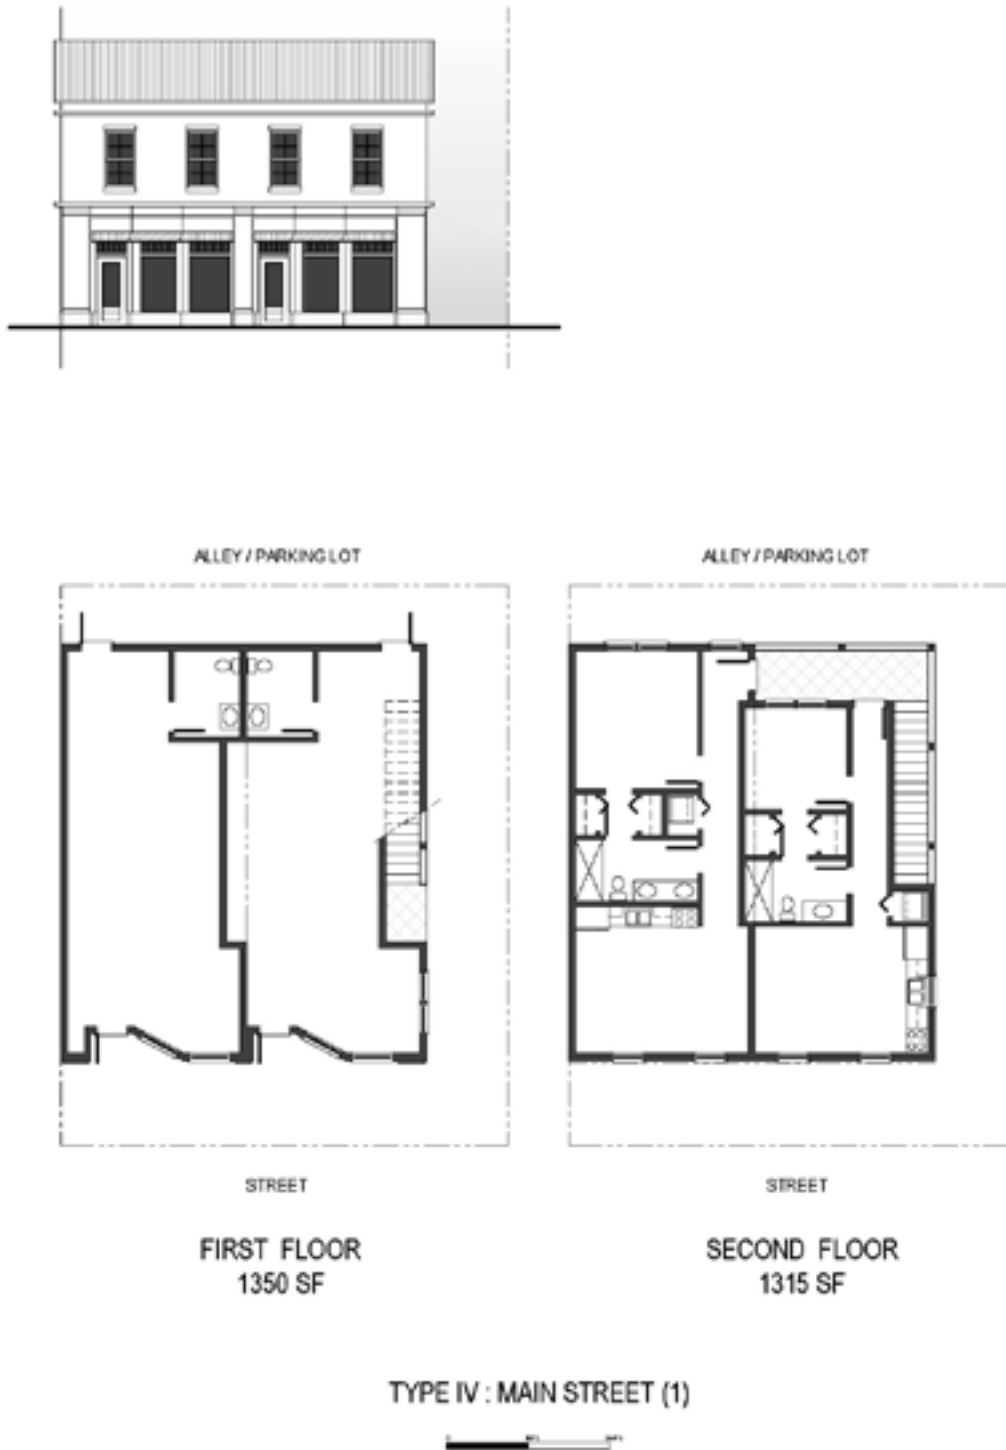 ALLEY / PARKING LOT
ALLEY / PARKING LOT
STREET
STREET
FIRST FLOOR
1350 SF
SECOND FLOOR
1315 SF
TYPE IV : MAIN STREET (1)